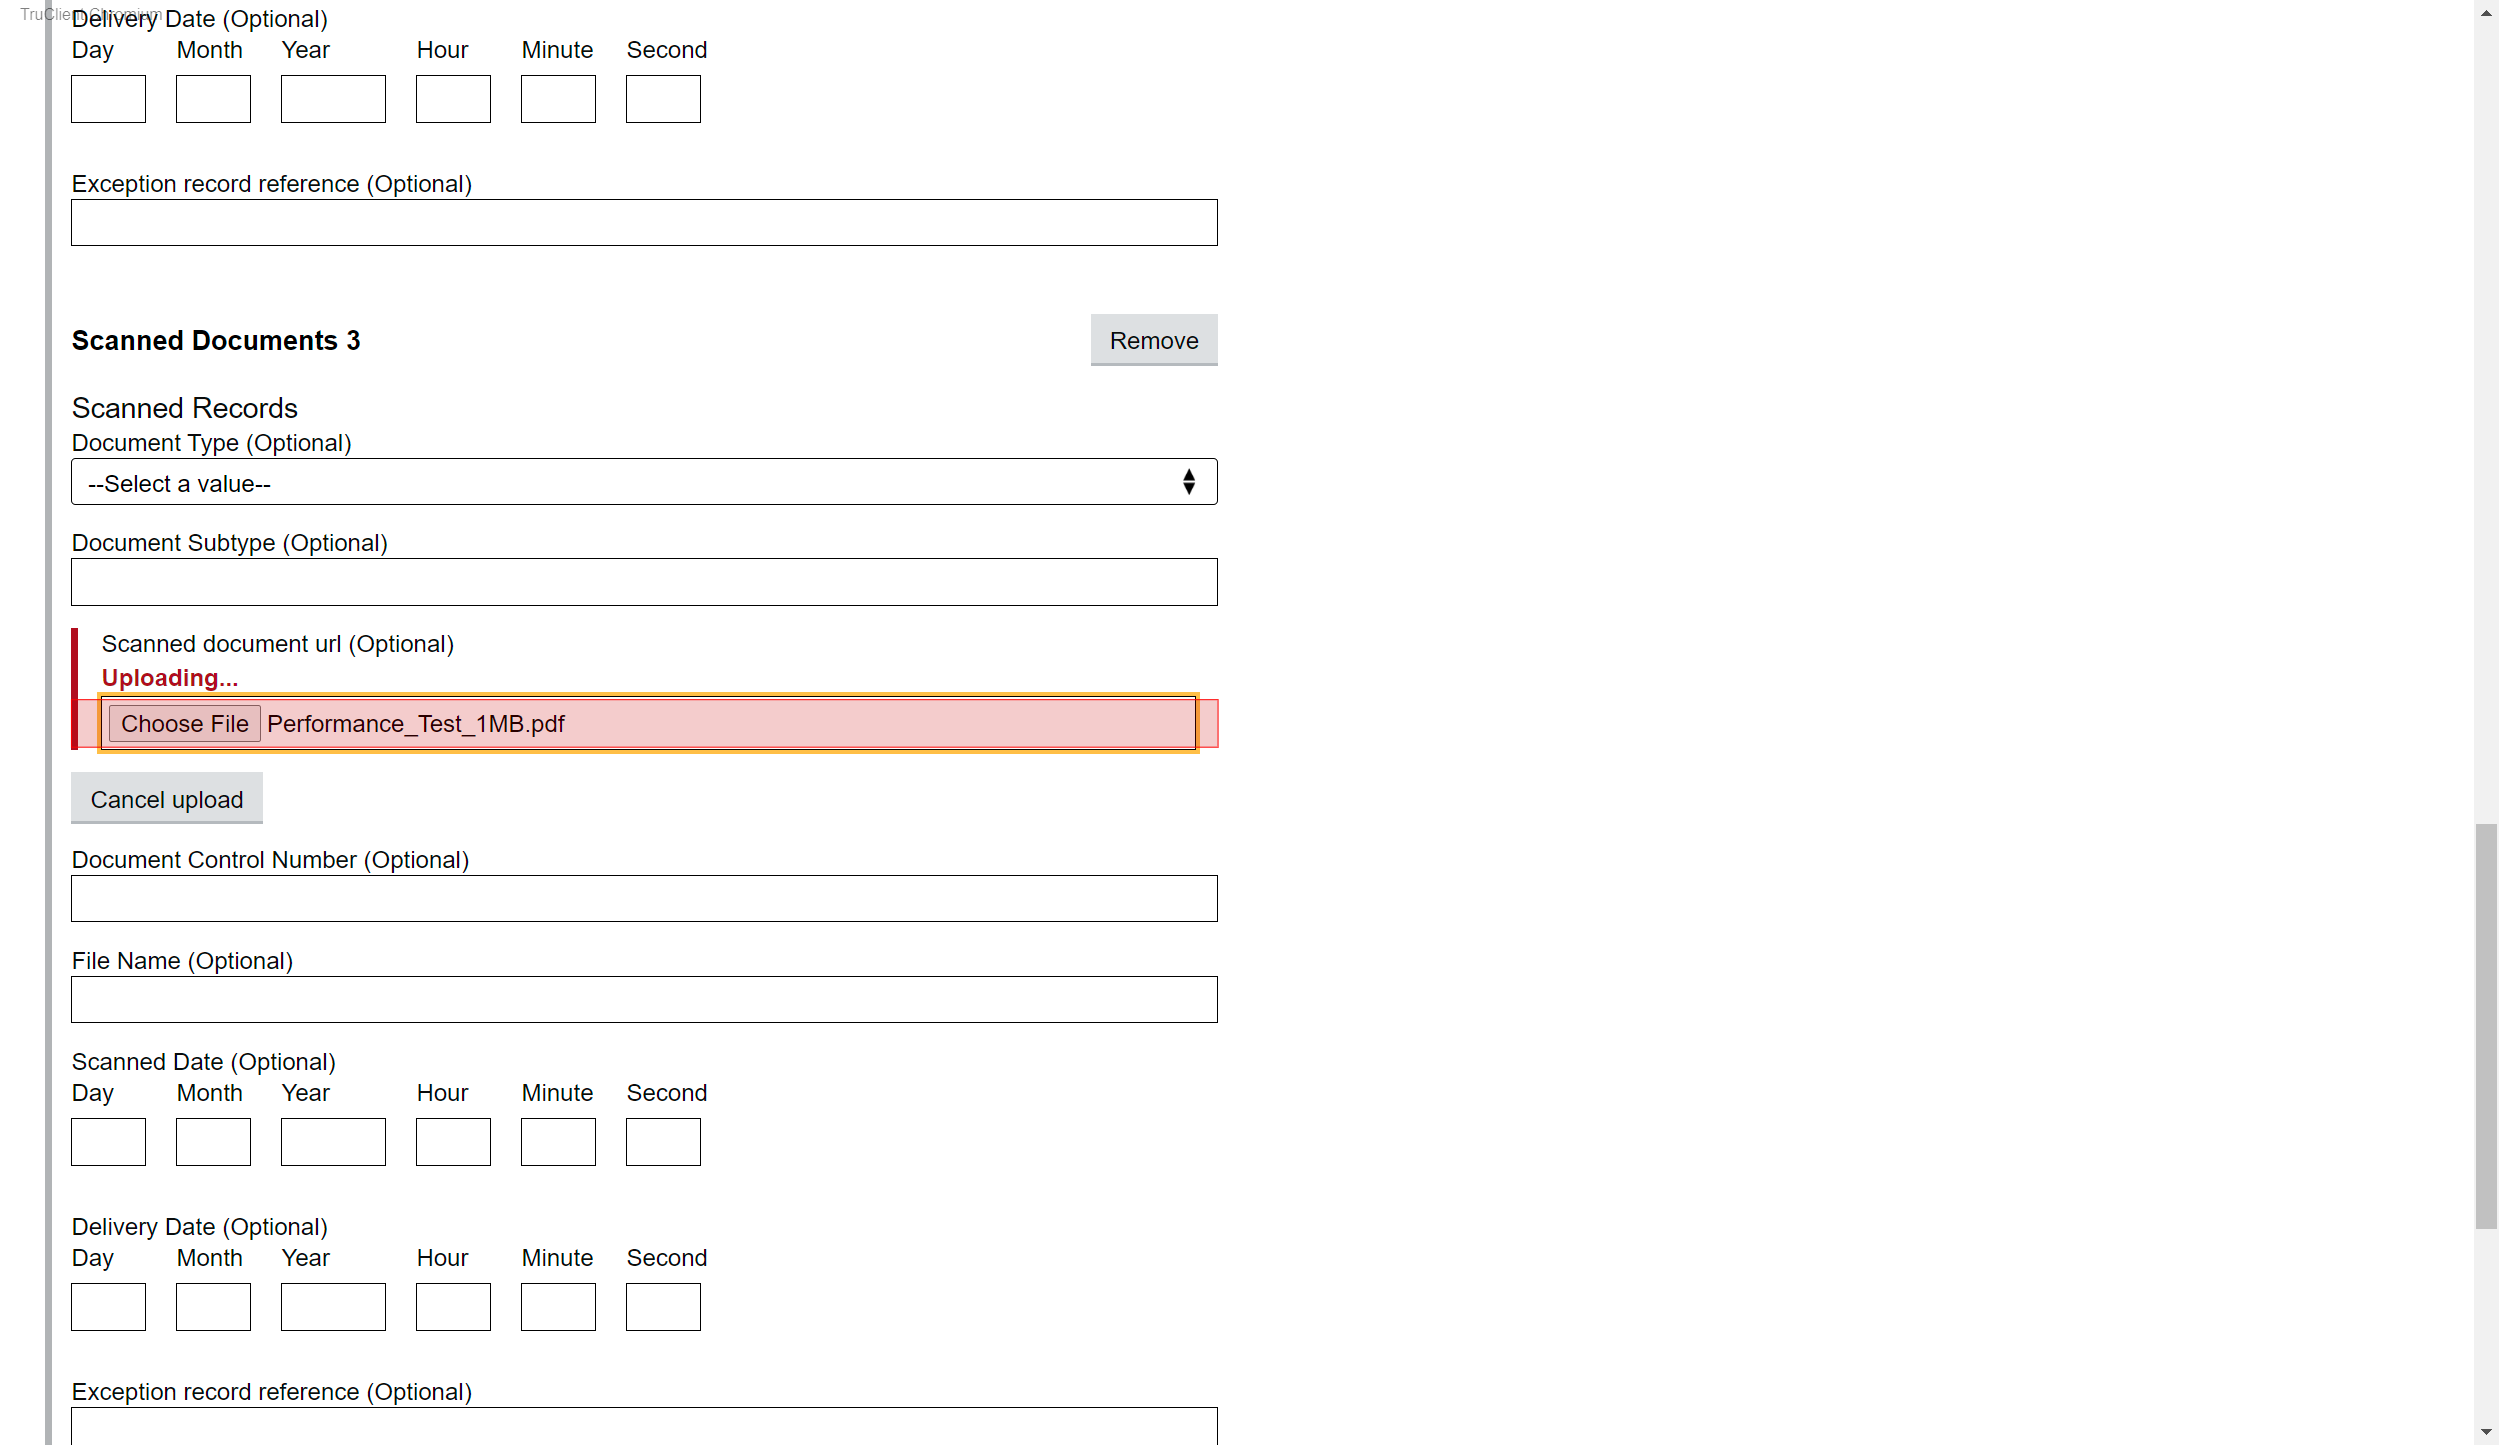 TruClient Chromium
Delivery Date (Optional)
Day Month Year Hour Minute Second
Exception record reference (Optional)
Scanned Documents 3
Remove
Scanned Records
Document Type (Optional)
--Select a value--
Document Subtype (Optional)
Scanned document url (Optional)
Uploading...
Choose File Performance_Test_1MB.pdf
Cancel upload
Document Control Number (Optional)
File Name (Optional)
Scanned Date (Optional)
Day Month Year Hour Minute Second
Delivery Date (Optional)
Day Month Year Hour Minute Second
Exception record reference (Optional)